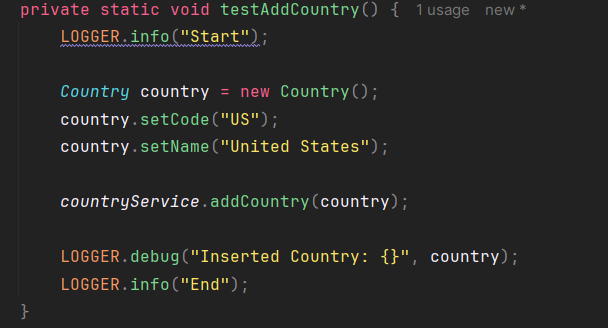 private static void testAddCountry() { 1 usage new *
LOGGER.info("Start");
Country country = new Country();
country.setCode("US");
country.setName("United States");
countryService.addCountry(country);
LOGGER.debug("Inserted Country: {}", country);
LOGGER.info("End");
}